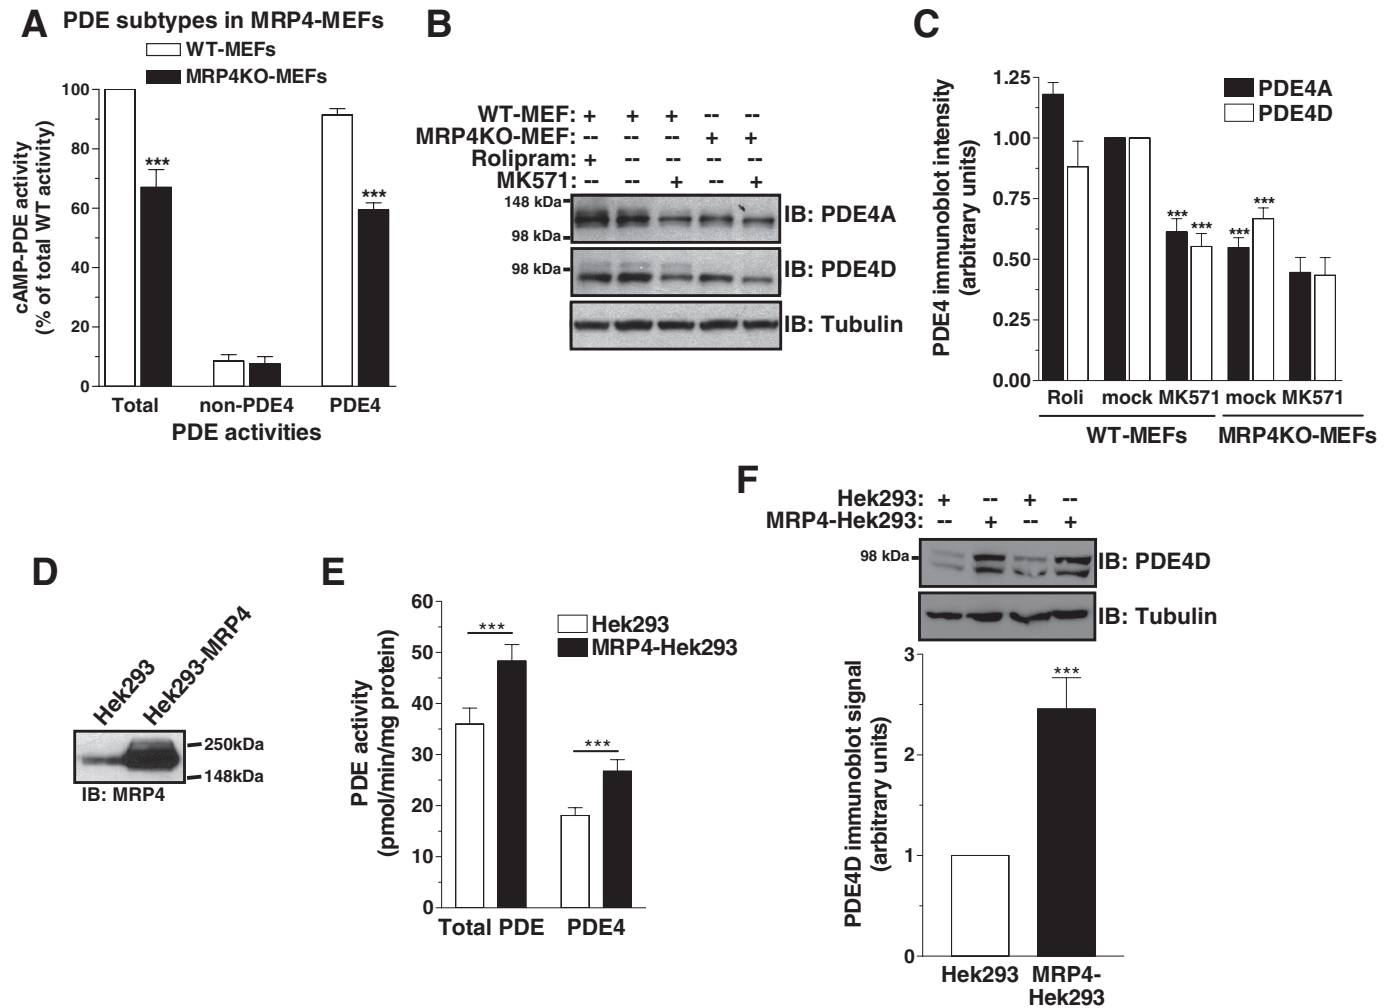 A
PDE subtypes in MRP4-MEFs
WT-MEFs
MRP4KO-MEFs
cAMP-PDE activity
(% of total WT activity)
100
80
60
40
20
0
***
***
Total
non-PDE4
PDE4
PDE activities
B
WT-MEF: + + + -- --
MRP4KO-MEF: -- -- -- + +
Rolipram: + -- -- -- --
MK571: -- -- + -- +
148 kDa
98 kDa
IB: PDE4A
98 kDa
IB: PDE4D
IB: Tubulin
C
PDE4 immunoblot intensity
(arbitrary units)
1.25
1.00
0.75
0.50
0.25
0.00
PDE4A
PDE4D
***
***
***
***
Roli mock MK571 mock MK571
WT-MEFs MRP4KO-MEFs
D
Hek293
Hek293-MRP4
250kDa
148kDa
IB: MRP4
E
PDE activity
(pmol/min/mg protein)
60
50
40
30
20
10
0
Hek293
MRP4-Hek293
***
***
Total PDE
PDE4
F
Hek293: + -- + --
MRP4-Hek293: -- + -- +
98 kDa
IB: PDE4D
IB: Tubulin
PDE4D immunoblot signal
(arbitrary units)
3
2
1
0
***
Hek293
MRP4-
Hek293